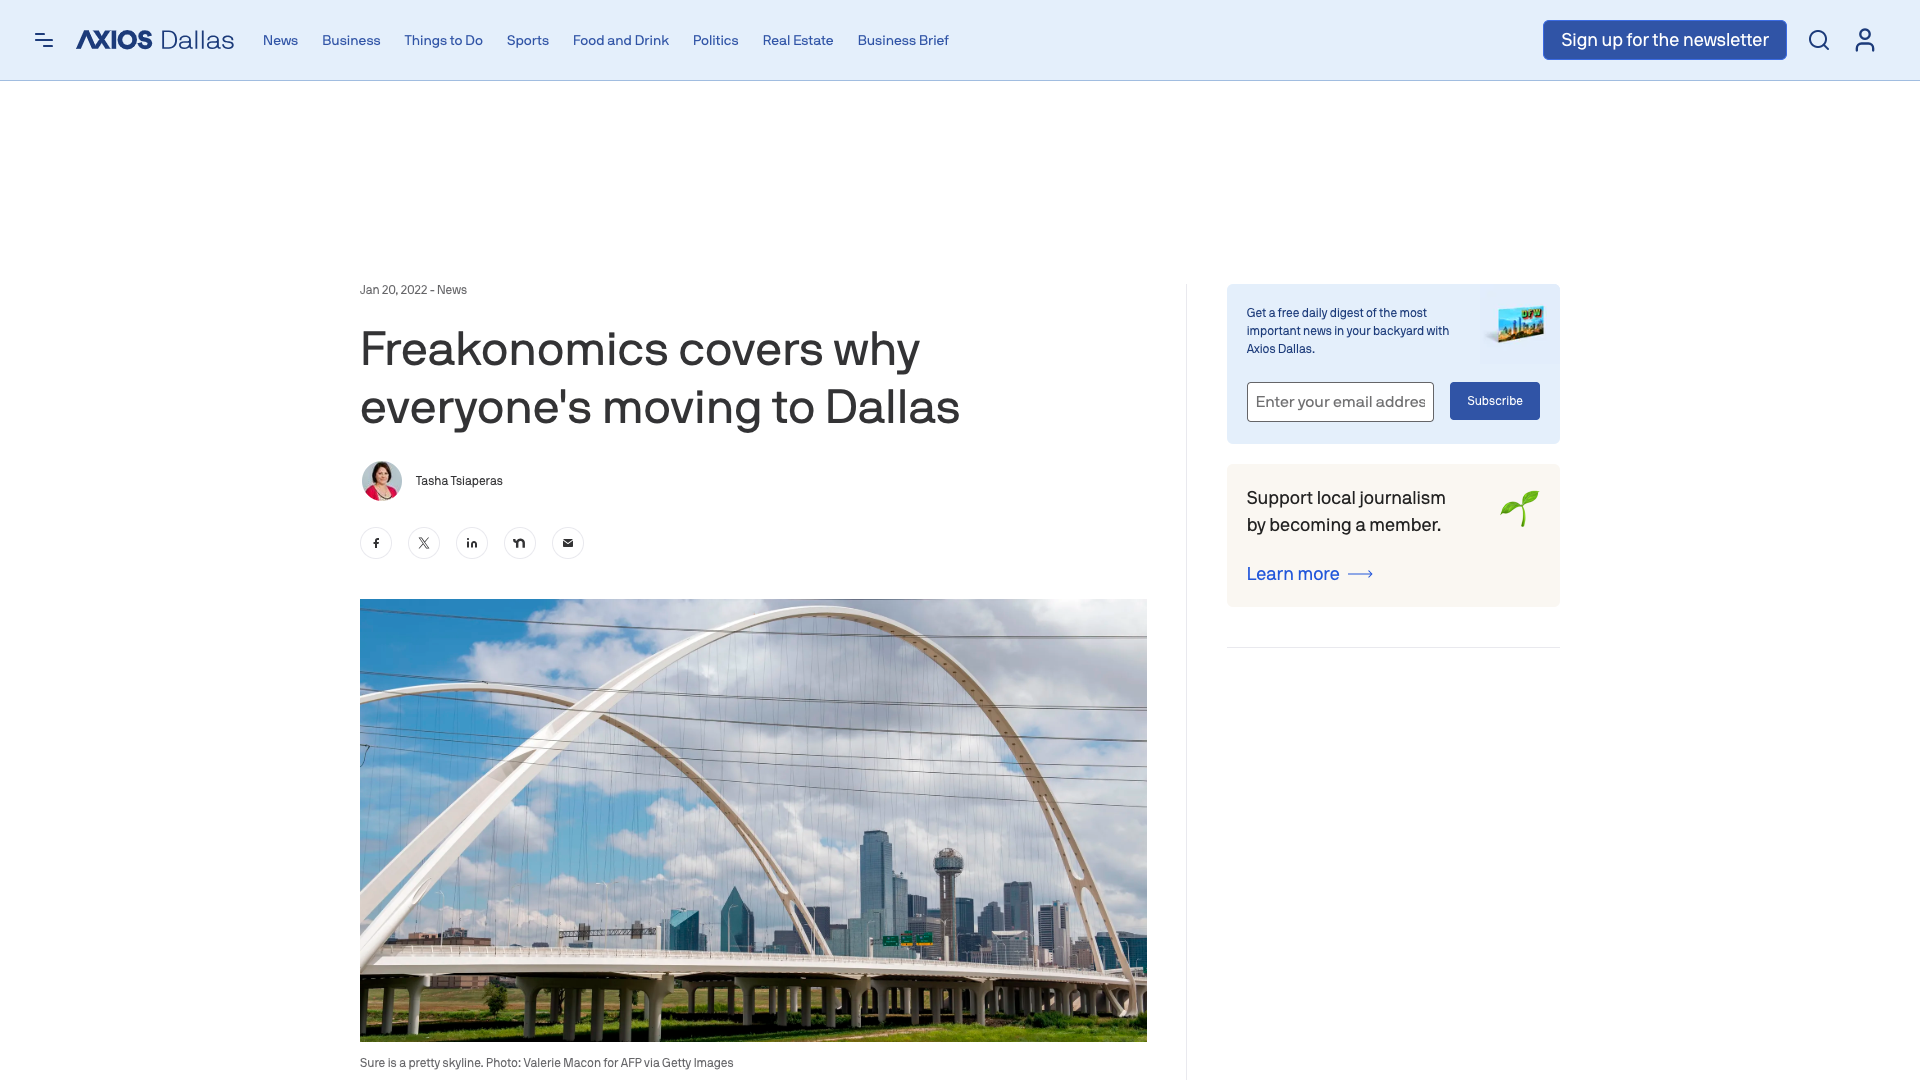 AXIOS Dallas
News
Business
Things to Do
Sports
Food and Drink
Politics
Real Estate
Business Brief
Sign up for the newsletter
Jan 20, 2022 - News
Freakonomics covers why
everyone's moving to Dallas
Tasha Tsiaperas
Sure is a pretty skyline. Photo: Valerie Macon for AFP via Getty Images
Get a free daily digest of the most
important news in your backyard with
Axios Dallas.
DFW
Enter your email addres
Subscribe
Support local journalism
by becoming a member.
Learn more